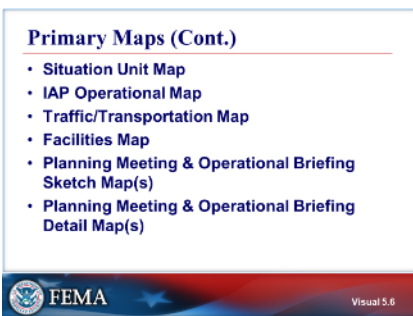 Primary Maps (Cont.)
• Situation Unit Map
• IAP Operational Map
• Traffic/Transportation Map
• Facilities Map
• Planning Meeting & Operational Briefing
Sketch Map(s)
• Planning Meeting & Operational Briefing
Detail Map(s)
FEMA
Visual 5.6